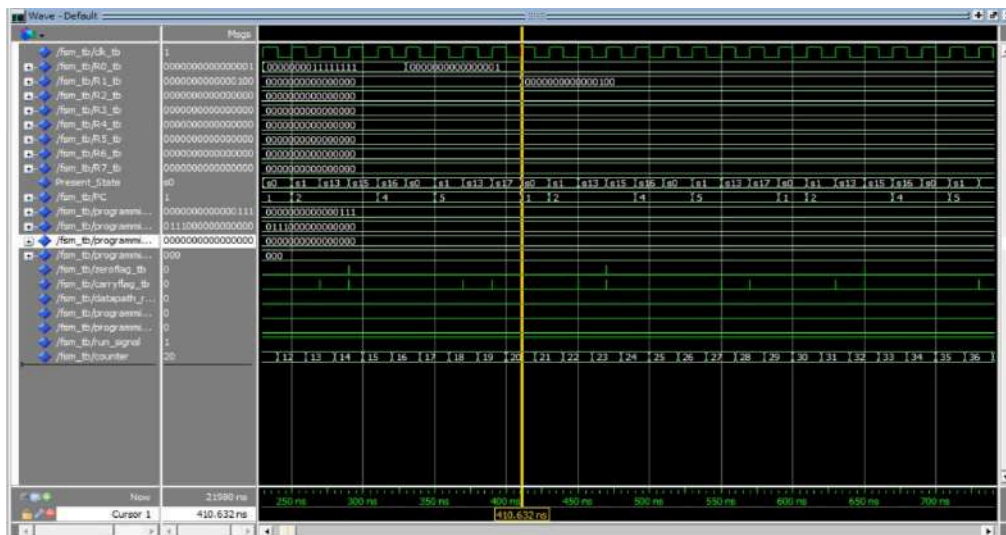 Wave - Default
Msgs
/fsm_tb/clk_tb 1
/fsm_tb/R0_tb 0000000000000001 0000000011111111 0000000000000001
/fsm_tb/R1_tb 0000000000000100 0000000000000000 0000000000000100
/fsm_tb/R2_tb 0000000000000000 0000000000000000
/fsm_tb/R3_tb 0000000000000000 0000000000000000
/fsm_tb/R4_tb 0000000000000000 0000000000000000
/fsm_tb/R5_tb 0000000000000000 0000000000000000
/fsm_tb/R6_tb 0000000000000000 0000000000000000
/fsm_tb/R7_tb 0000000000000000 0000000000000000
Present_State s0 s0 s1 s13 s15 s16 s0 s1 s13 s17 s0 s1 s13 s15 s16 s0 s1 s13 s17 s0 s1 s13 s15 s16 s0 s1
/fsm_tb/PC 1 1 2 4 5 1 2 4 5 1 2 4 5
/fsm_tb/programmi... 0000000000000111 0000000000000111
/fsm_tb/programmi... 0111000000000000 0111000000000000
/fsm_tb/programmi... 0000000000000000 0000000000000000
/fsm_tb/programmi... 000 000
/fsm_tb/zeroflag_tb 0
/fsm_tb/carryflag_tb 0
/fsm_tb/datapath_r... 0
/fsm_tb/programmi... 0
/fsm_tb/programmi... 0
/fsm_tb/run_signal 1
/fsm_tb/counter 20 12 13 14 15 16 17 18 19 20 21 22 23 24 25 26 27 28 29 30 31 32 33 34 35 36
Now 21980 ns 250 ns 300 ns 350 ns 400 ns 450 ns 500 ns 550 ns 600 ns 650 ns 700 ns
Cursor 1 410.632 ns 410.632 ns